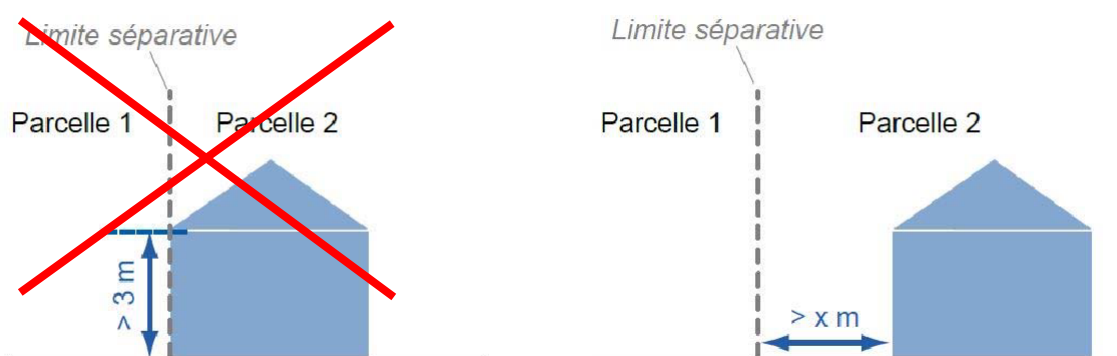 Limite séparative
Parcelle 1
Parcelle 2
> 3 m
Limite séparative
Parcelle 1
Parcelle 2
> x m